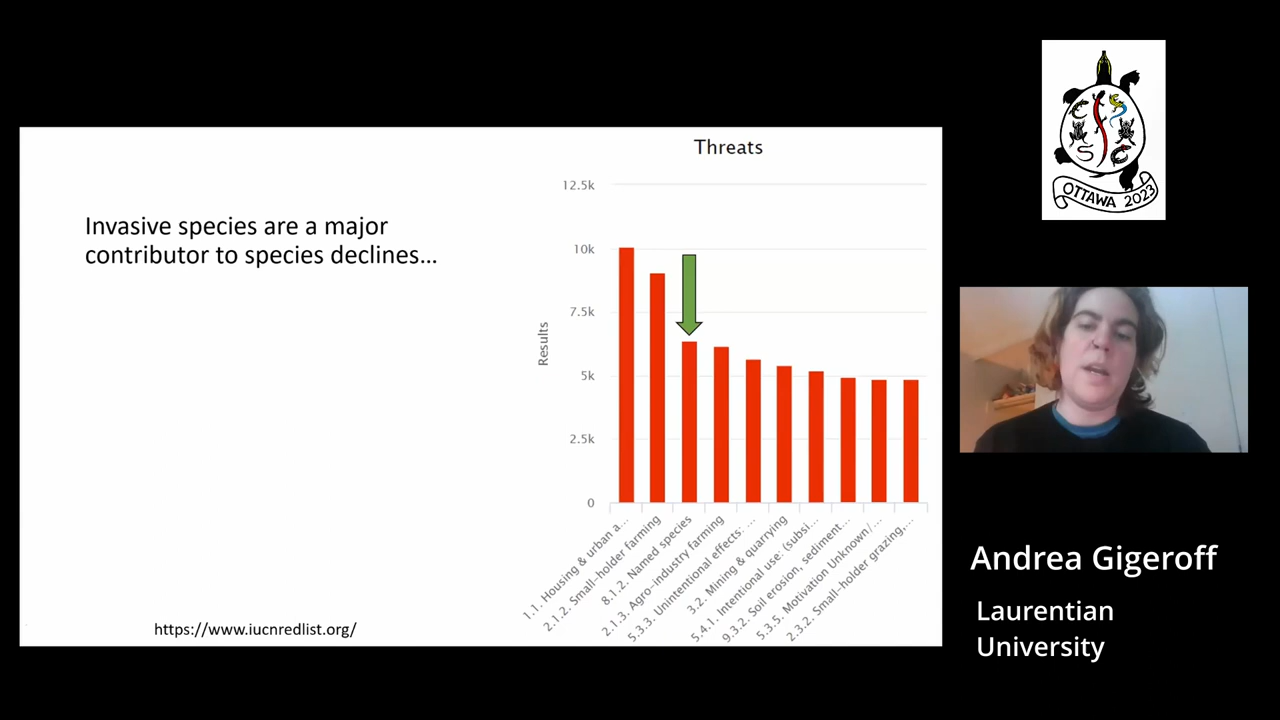 Invasive species are a major
contributor to species declines...
https://www.iucnredlist.org/
Threats
12.5k
10k
7.5k
5k
2.5k
0
Results
1.1. Housing & urban a...
2.1.2. Small-holder farming
8.1.2. Named species
2.1.3. Agro-industry farming
5.3.3. Unintentional effects: ...
3.2. Mining & quarrying
5.4.1. Intentional use: (subsi...
9.3.2. Soil erosion, sediment...
5.3.5. Motivation Unknown/...
2.3.2. Small-holder grazing,...
C S C
OTTAWA 2023
Andrea Gigeroff
Laurentian
University